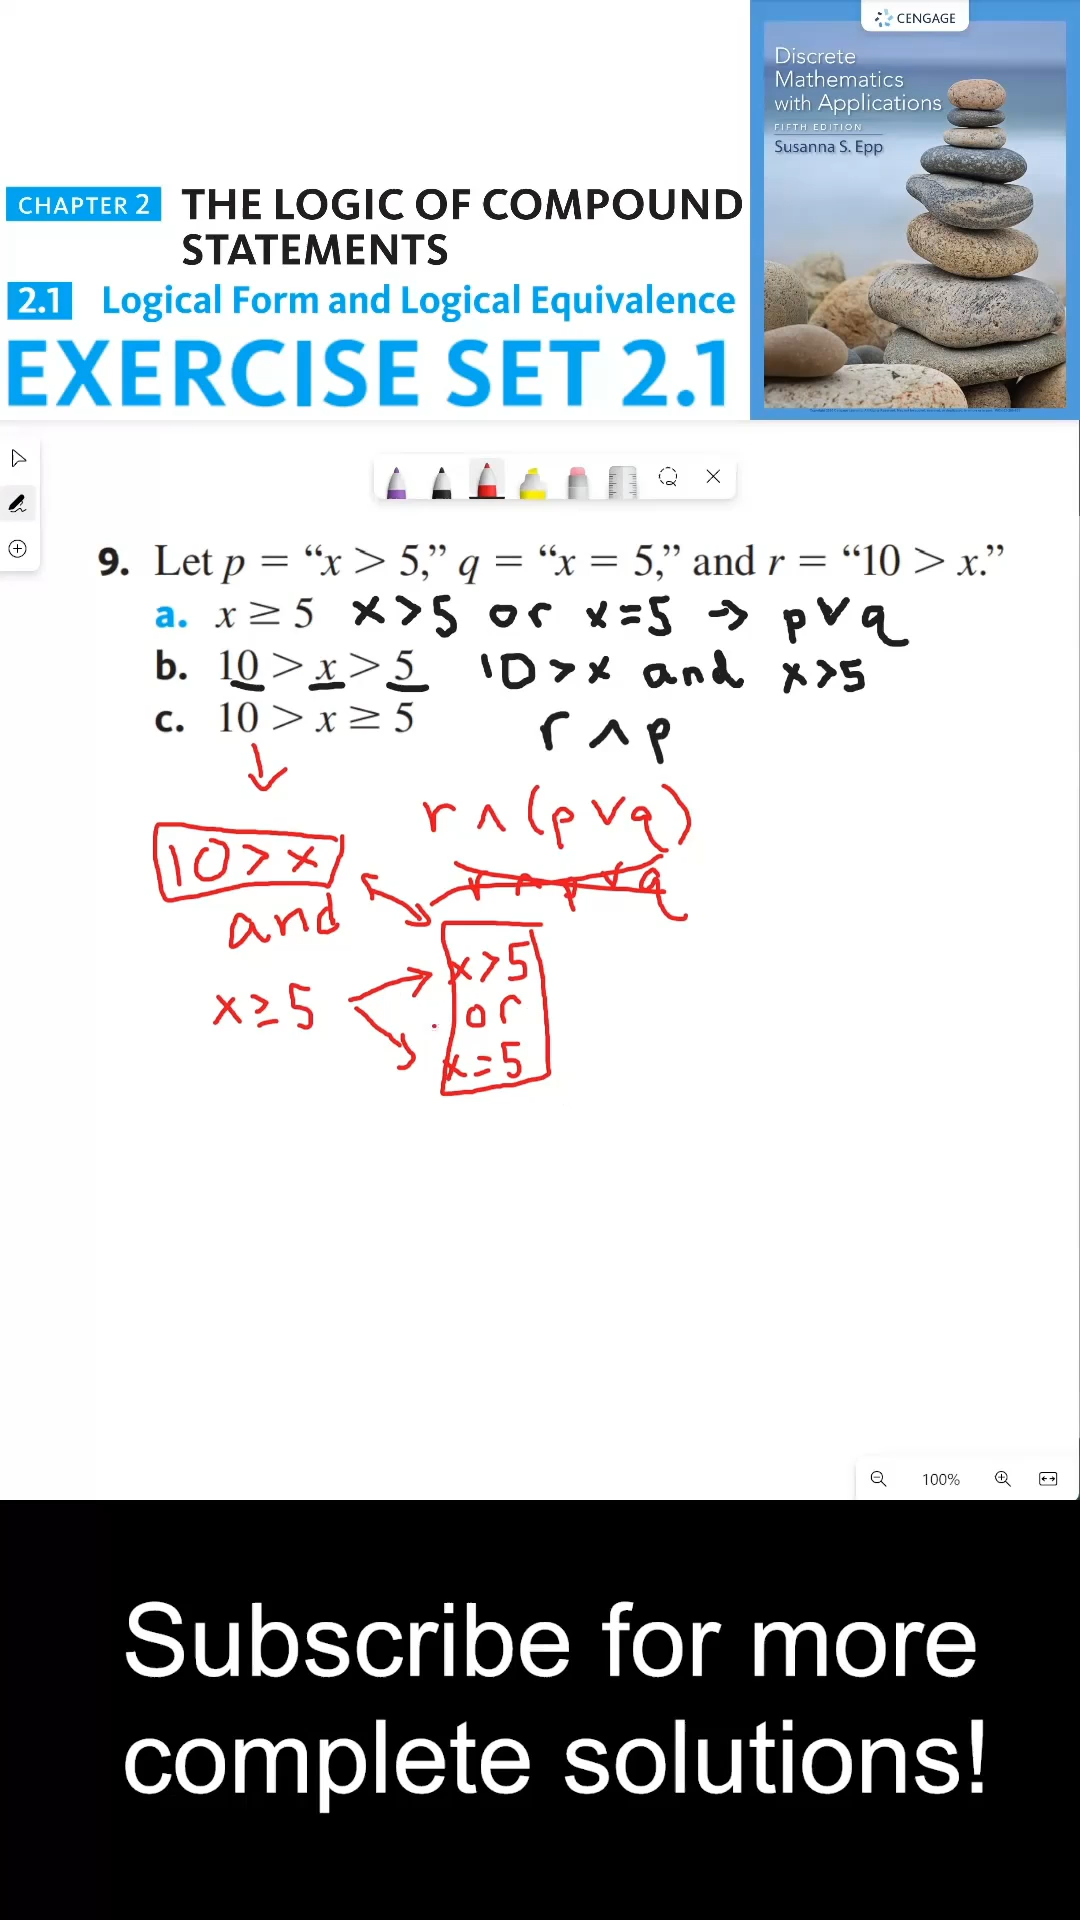 CENGAGE
Discrete
Mathematics
with Applications
FIFTH EDITION
Susanna S. Epp
CHAPTER 2 THE LOGIC OF COMPOUND
STATEMENTS
2.1 Logical Form and Logical Equivalence
EXERCISE SET 2.1
9. Let p = “x > 5,” q = “x = 5,” and r = “10 > x.”
a. x ≥ 5 x > 5 or x = 5 → p ∨ q
b. 10 > x > 5 10 > x and x > 5
c. 10 > x ≥ 5 r ∧ p
r ∧ (p ∨ q)
10 > x
r ∧ p ∨ q
and
x > 5
x ≥ 5 or
x = 5
100%
Subscribe for more
complete solutions!